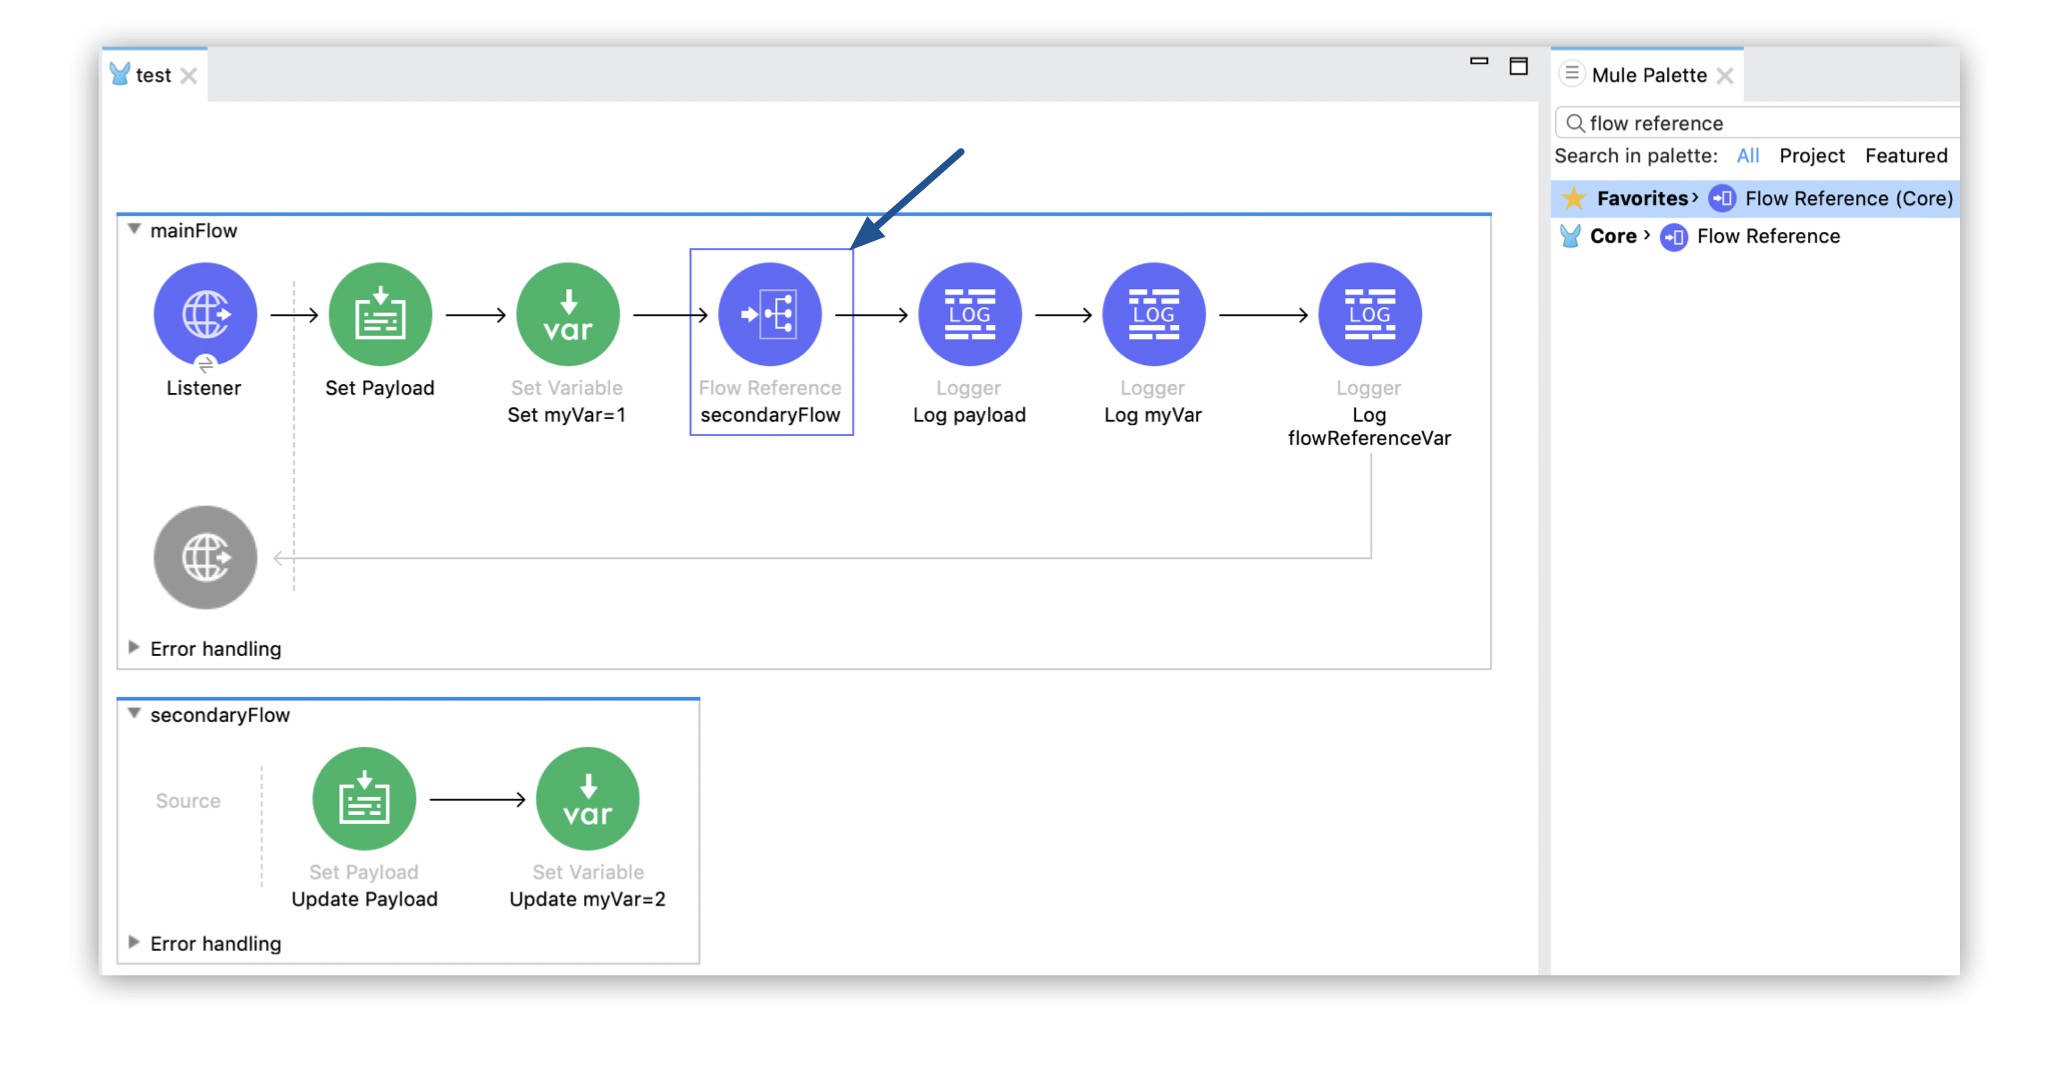 test
Mule Palette
flow reference
Search in palette: All Project Featured
Favorites › Flow Reference (Core)
Core › Flow Reference
mainFlow
Listener
Set Payload
var
Set Variable
Set myVar=1
Flow Reference
secondaryFlow
LOG
Logger
Log payload
LOG
Logger
Log myVar
LOG
Logger
Log
flowReferenceVar
Error handling
secondaryFlow
Source
Set Payload
Update Payload
var
Set Variable
Update myVar=2
Error handling